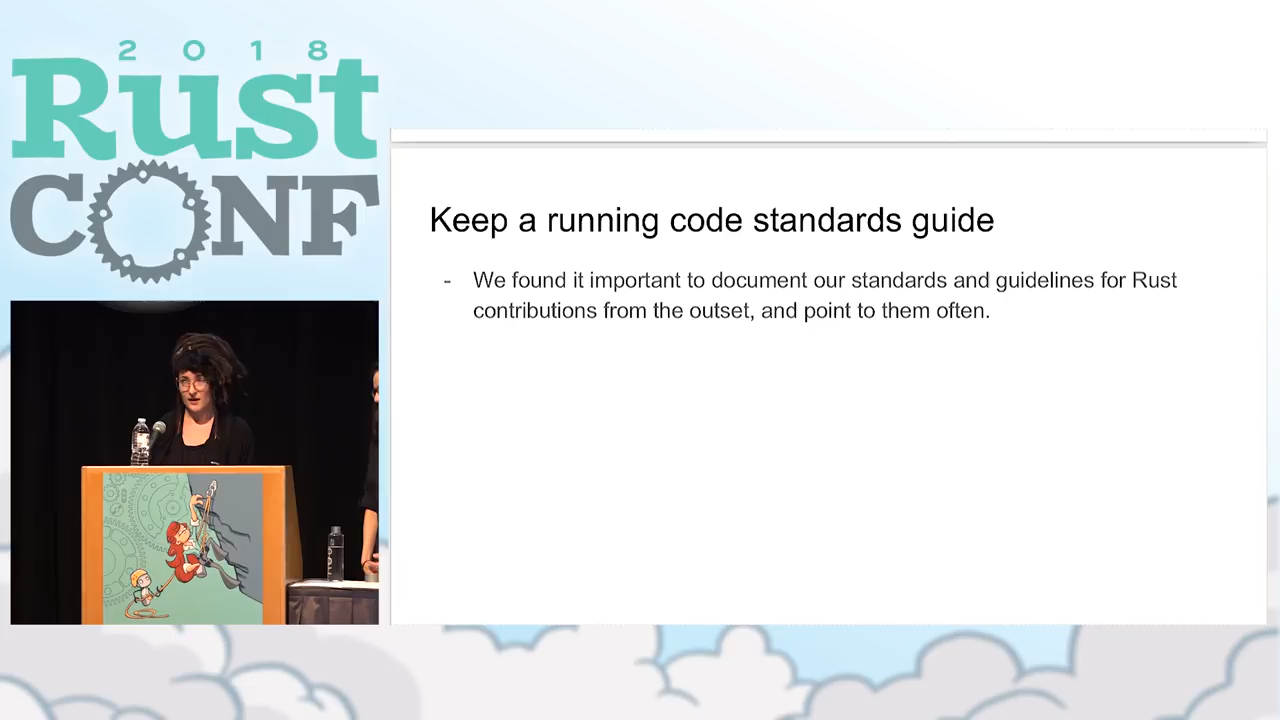 2018
Rust
CONF
Keep a running code standards guide
- We found it important to document our standards and guidelines for Rust
contributions from the outset, and point to them often.